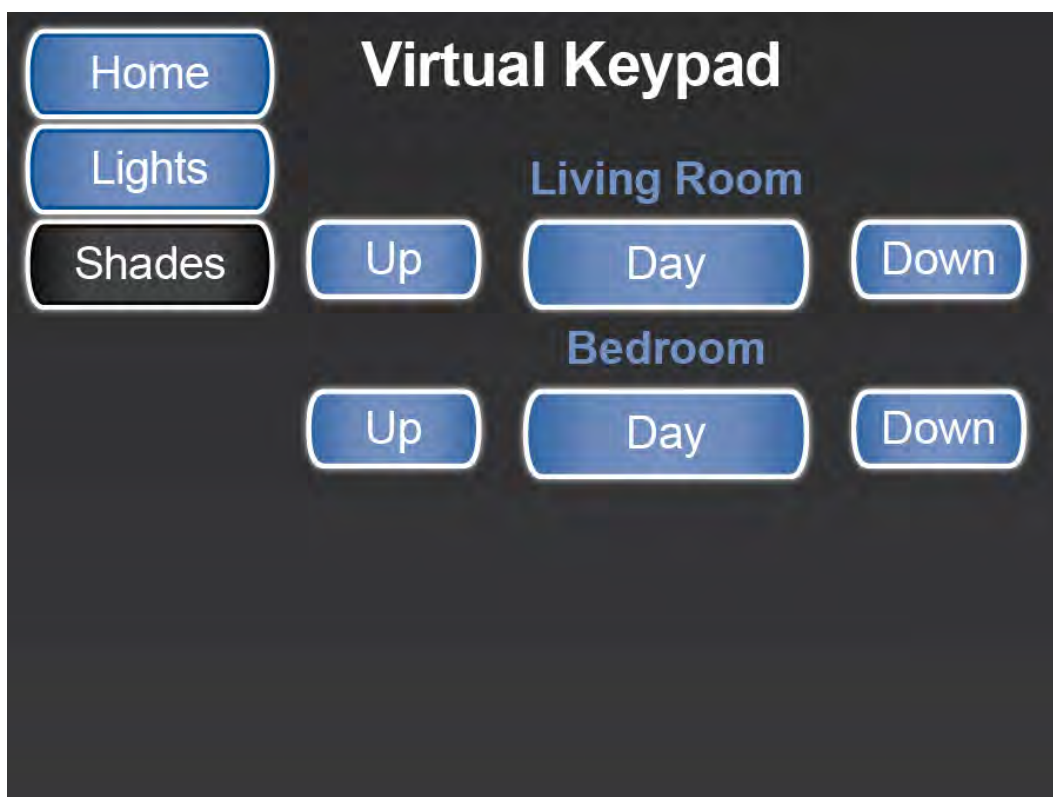 Home
Virtual Keypad
Lights
Living Room
Shades
Up
Day
Down
Bedroom
Up
Day
Down